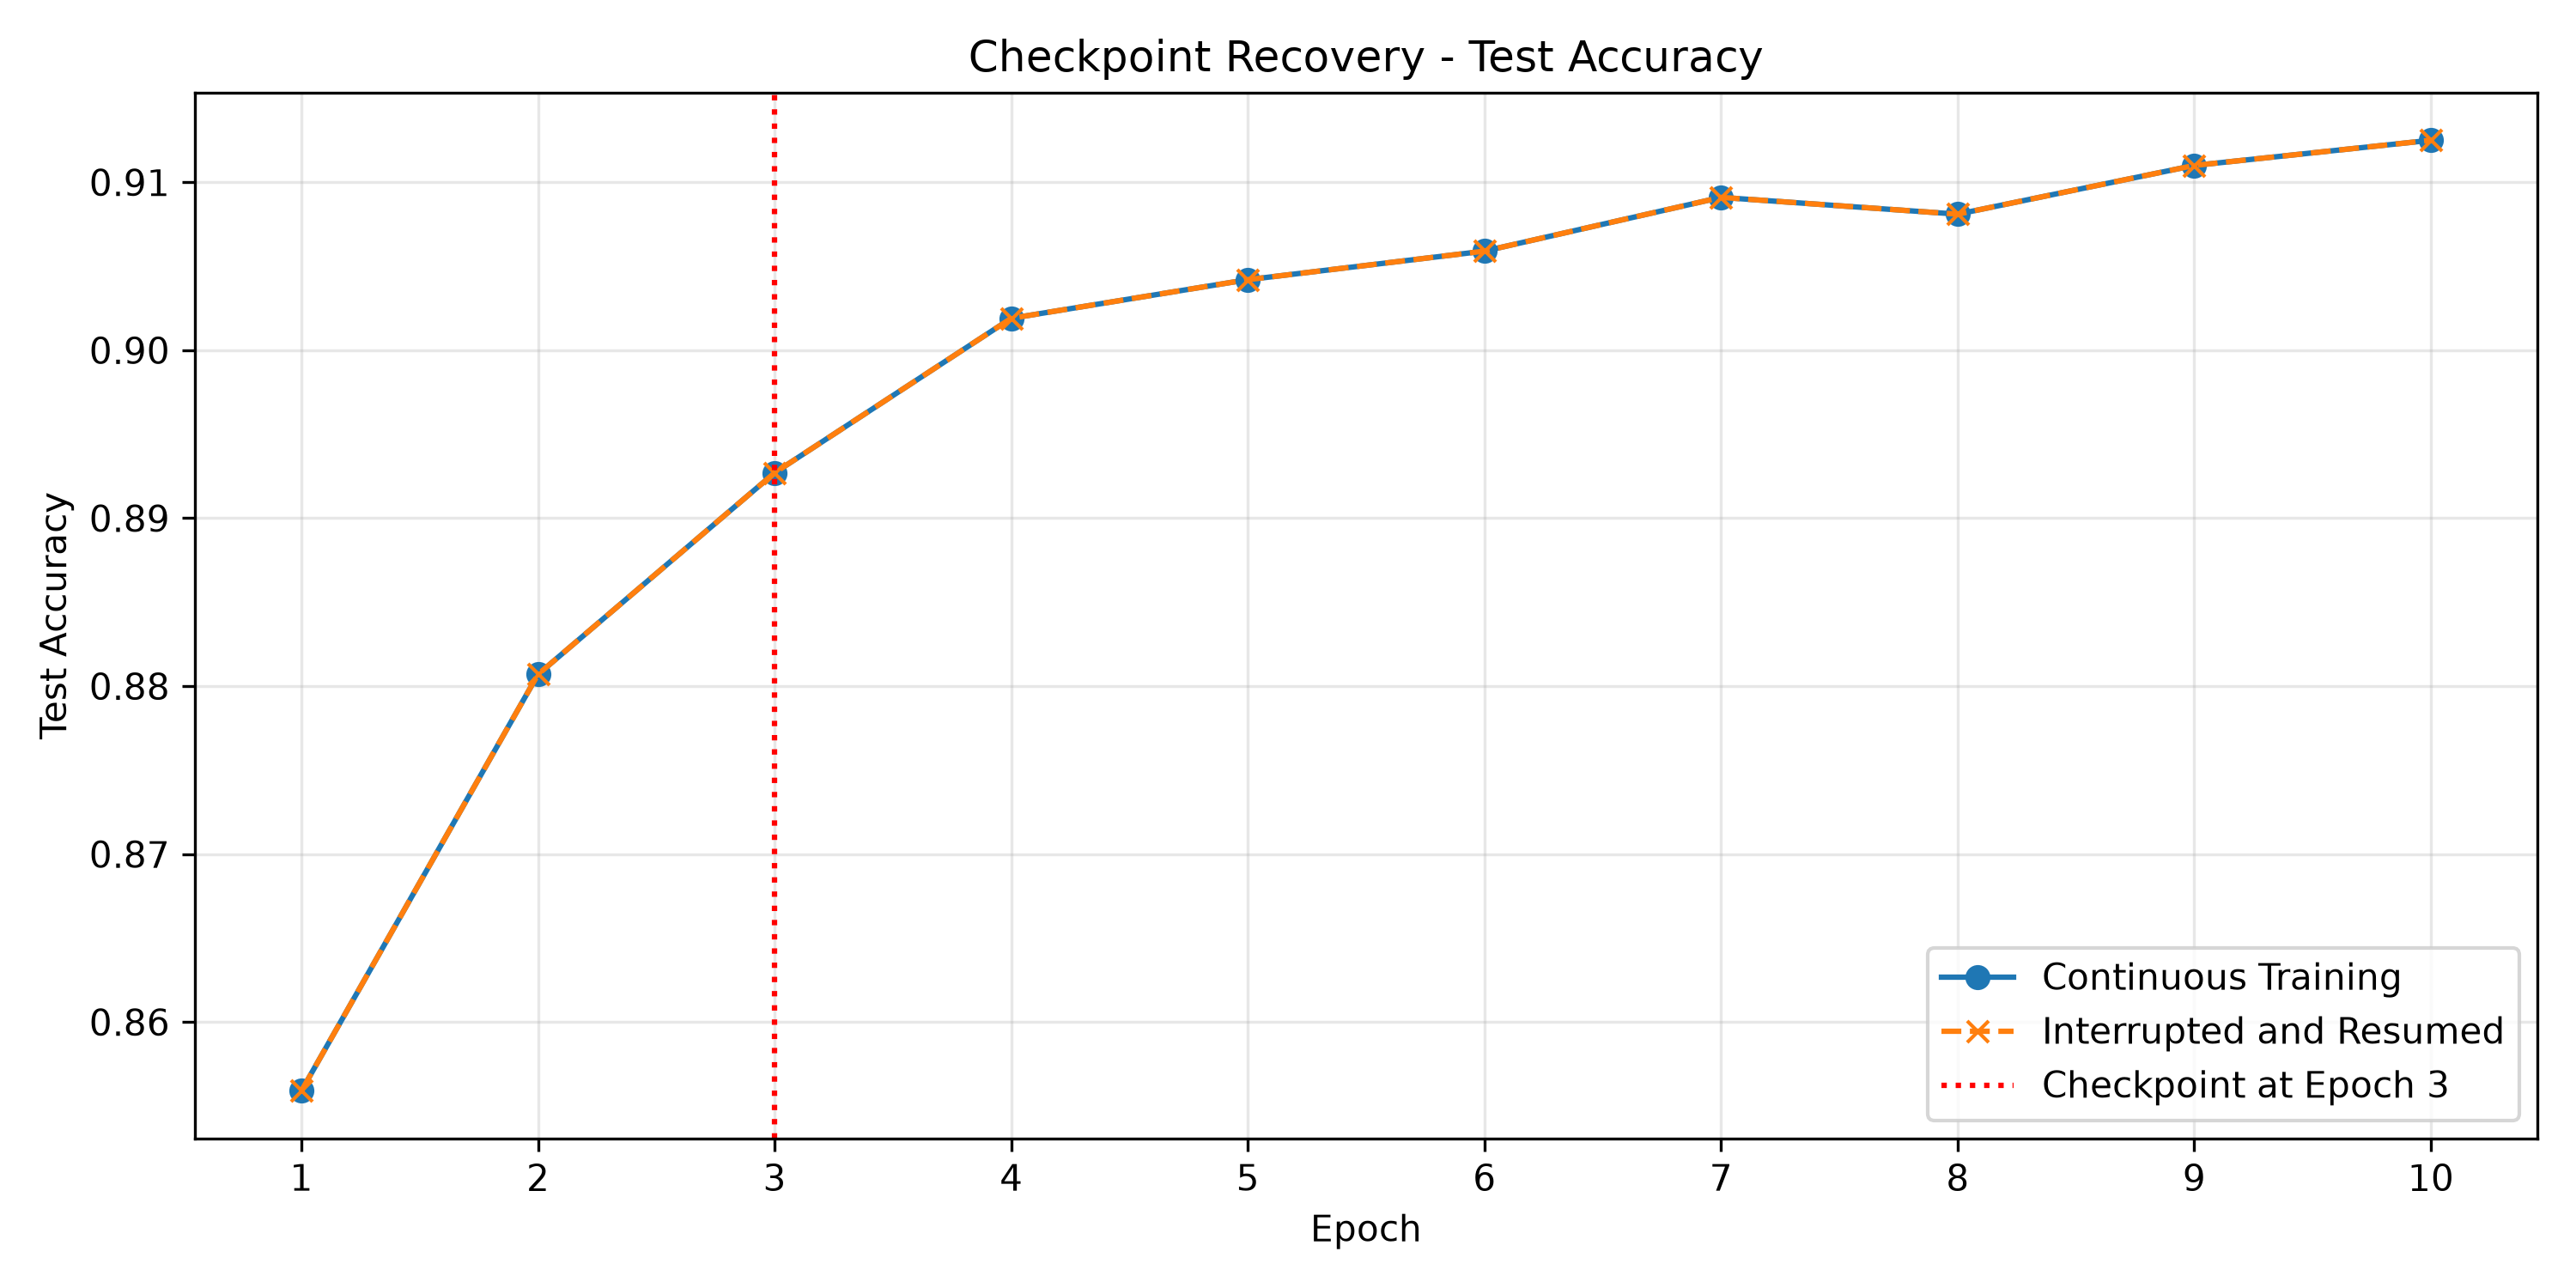 Checkpoint Recovery - Test Accuracy
Test Accuracy
0.91
0.90
0.89
0.88
0.87
0.86
Continuous Training
Interrupted and Resumed
Checkpoint at Epoch 3
1 2 3 4 5 6 7 8 9 10
Epoch